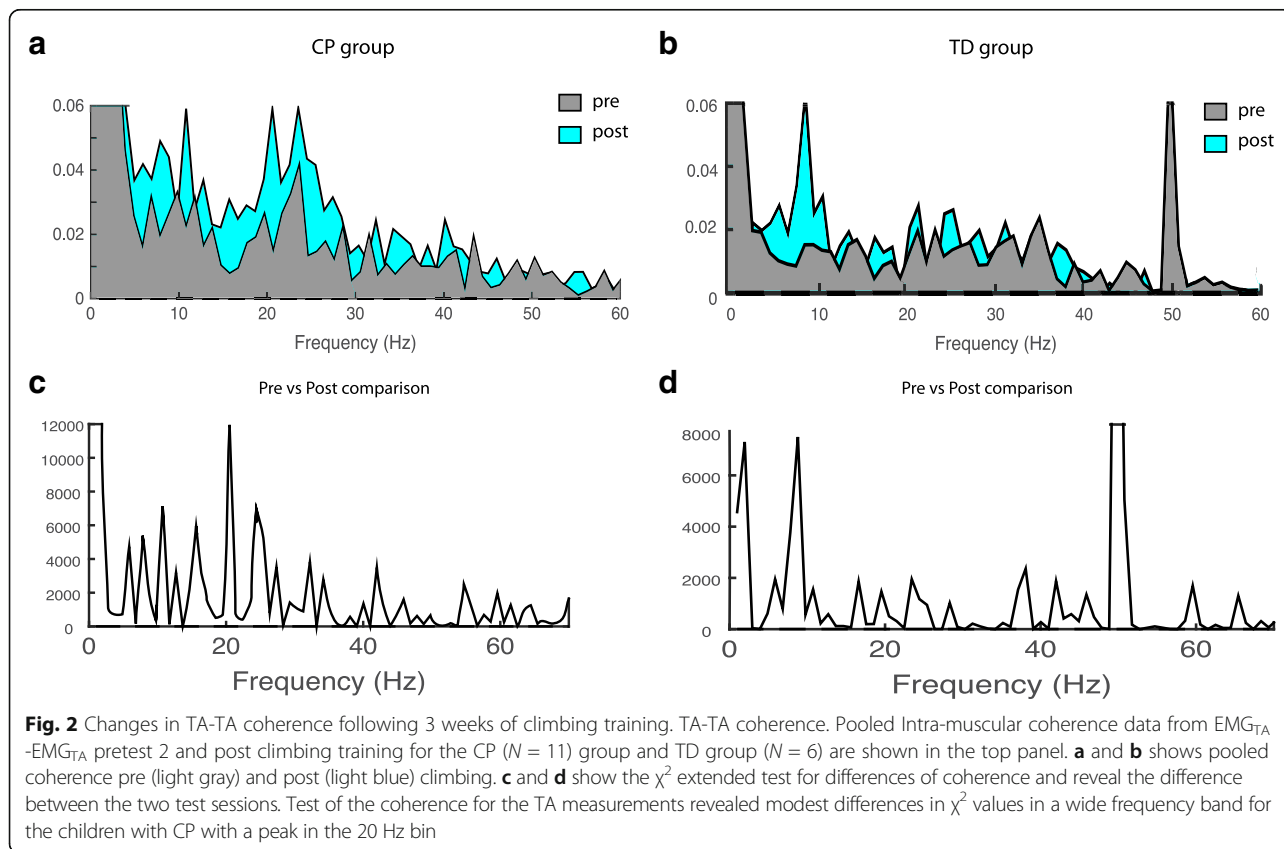 a
CP group
0.06
0.04
0.02
0
0 10 20 30 40 50 60
Frequency (Hz)
pre
post
b
TD group
0.06
0.04
0.02
0
0 10 20 30 40 50 60
Frequency (Hz)
pre
post
c
Pre vs Post comparison
12000
10000
8000
6000
4000
2000
0
0 20 40 60
Frequency (Hz)
d
Pre vs Post comparison
8000
6000
4000
2000
0
0 20 40 60
Frequency (Hz)
Fig. 2 Changes in TA-TA coherence following 3 weeks of climbing training. TA-TA coherence. Pooled Intra-muscular coherence data from EMG_TA
-EMG_TA pretest 2 and post climbing training for the CP (N = 11) group and TD group (N = 6) are shown in the top panel. a and b shows pooled
coherence pre (light gray) and post (light blue) climbing. c and d show the χ² extended test for differences of coherence and reveal the difference
between the two test sessions. Test of the coherence for the TA measurements revealed modest differences in χ² values in a wide frequency band for
the children with CP with a peak in the 20 Hz bin